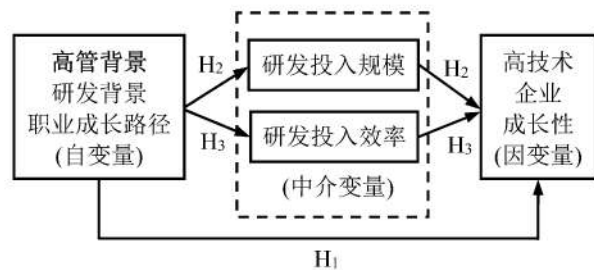 高管背景
研发背景
职业成长路径
(自变量)
H2
H3
研发投入规模
研发投入效率
(中介变量)
H2
H3
高技术
企业
成长性
(因变量)
H1